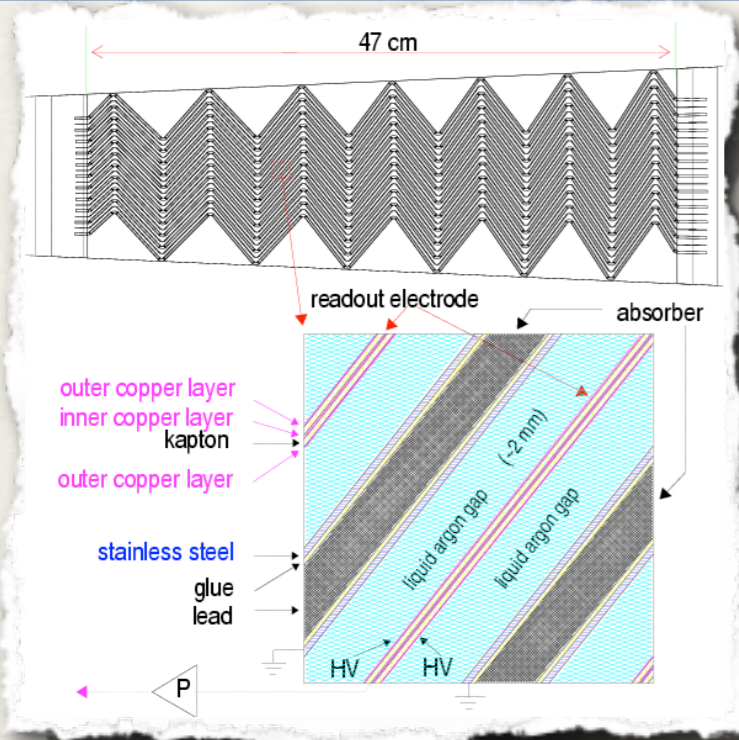 47 cm
readout electrode
absorber
outer copper layer
inner copper layer
kapton
outer copper layer
(~2 mm)
liquid argon gap
liquid argon gap
stainless steel
glue
lead
HV
HV
P